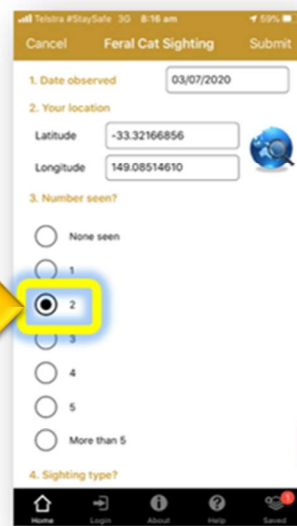 Telstra #StaySafe 3G 8:16 am 59%
Cancel Feral Cat Sighting Submit
1. Date observed 03/07/2020
2. Your location
Latitude -33.32166856
Longitude 149.08514610
3. Number seen?
None seen
1
2
3
4
5
More than 5
4. Sighting type?
Home Login About Help Saved